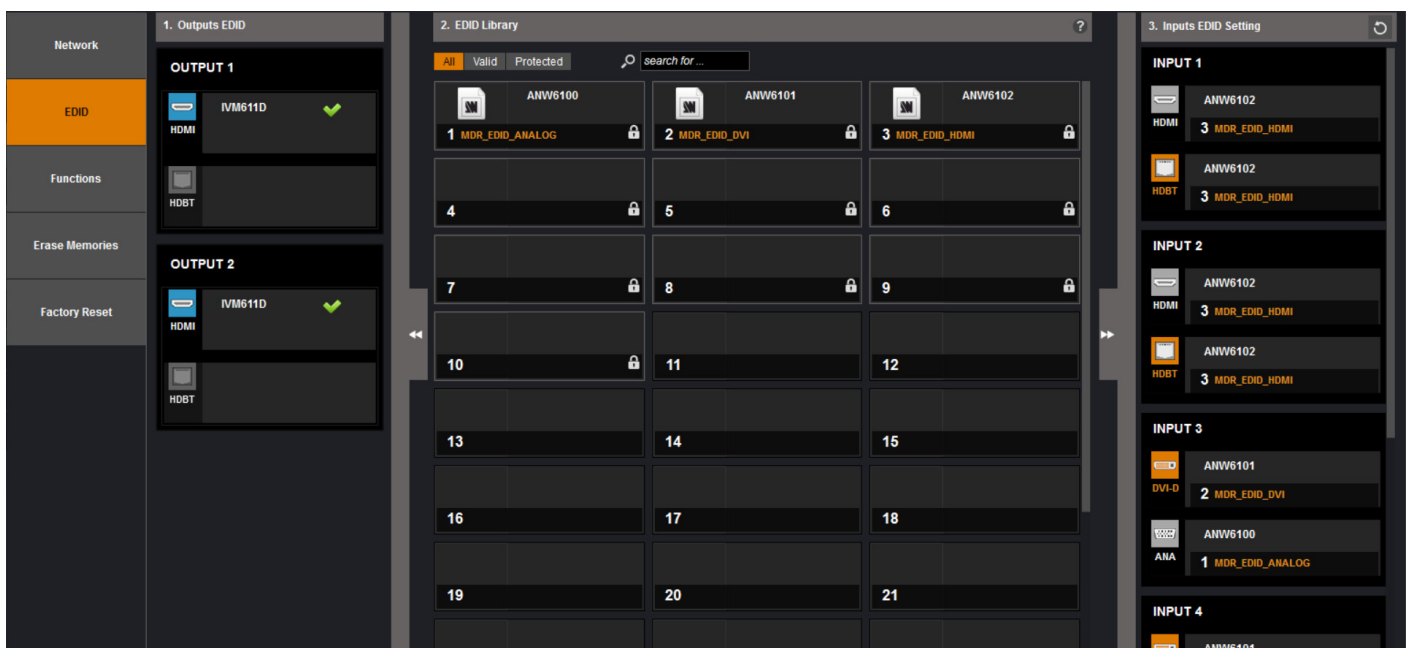 Network
EDID
Functions
Erase Memories
Factory Reset
1. Outputs EDID
OUTPUT 1
IVM611D
HDMI
HDBT
OUTPUT 2
IVM611D
HDMI
HDBT
2. EDID Library
?
All Valid Protected search for ...
ANW6100
1 MDR_EDID_ANALOG
ANW6101
2 MDR_EDID_DVI
ANW6102
3 MDR_EDID_HDMI
4 5 6
7 8 9
10 11 12
13 14 15
16 17 18
19 20 21
3. Inputs EDID Setting
INPUT 1
ANW6102
HDMI
3 MDR_EDID_HDMI
ANW6102
HDBT
3 MDR_EDID_HDMI
INPUT 2
ANW6102
HDMI
3 MDR_EDID_HDMI
ANW6102
HDBT
3 MDR_EDID_HDMI
INPUT 3
ANW6101
DVI-D
2 MDR_EDID_DVI
ANW6100
ANA
1 MDR_EDID_ANALOG
INPUT 4
ANW6101